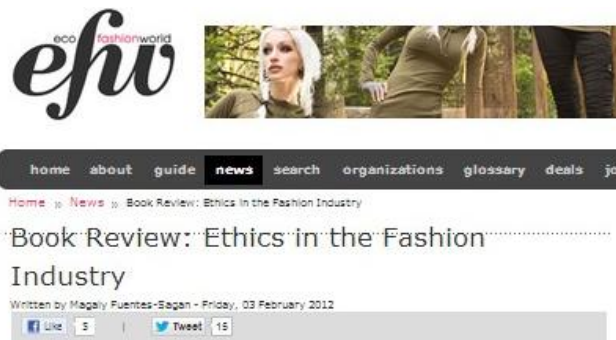 eco fashionworld
efw
home about guide news search organizations glossary deals jo
Home » News » Book Review: Ethics in the Fashion Industry
Book Review: Ethics in the Fashion
Industry
Written by Magaly Fuentes-Sagan - Friday, 03 February 2012
Like 3 | Tweet 15